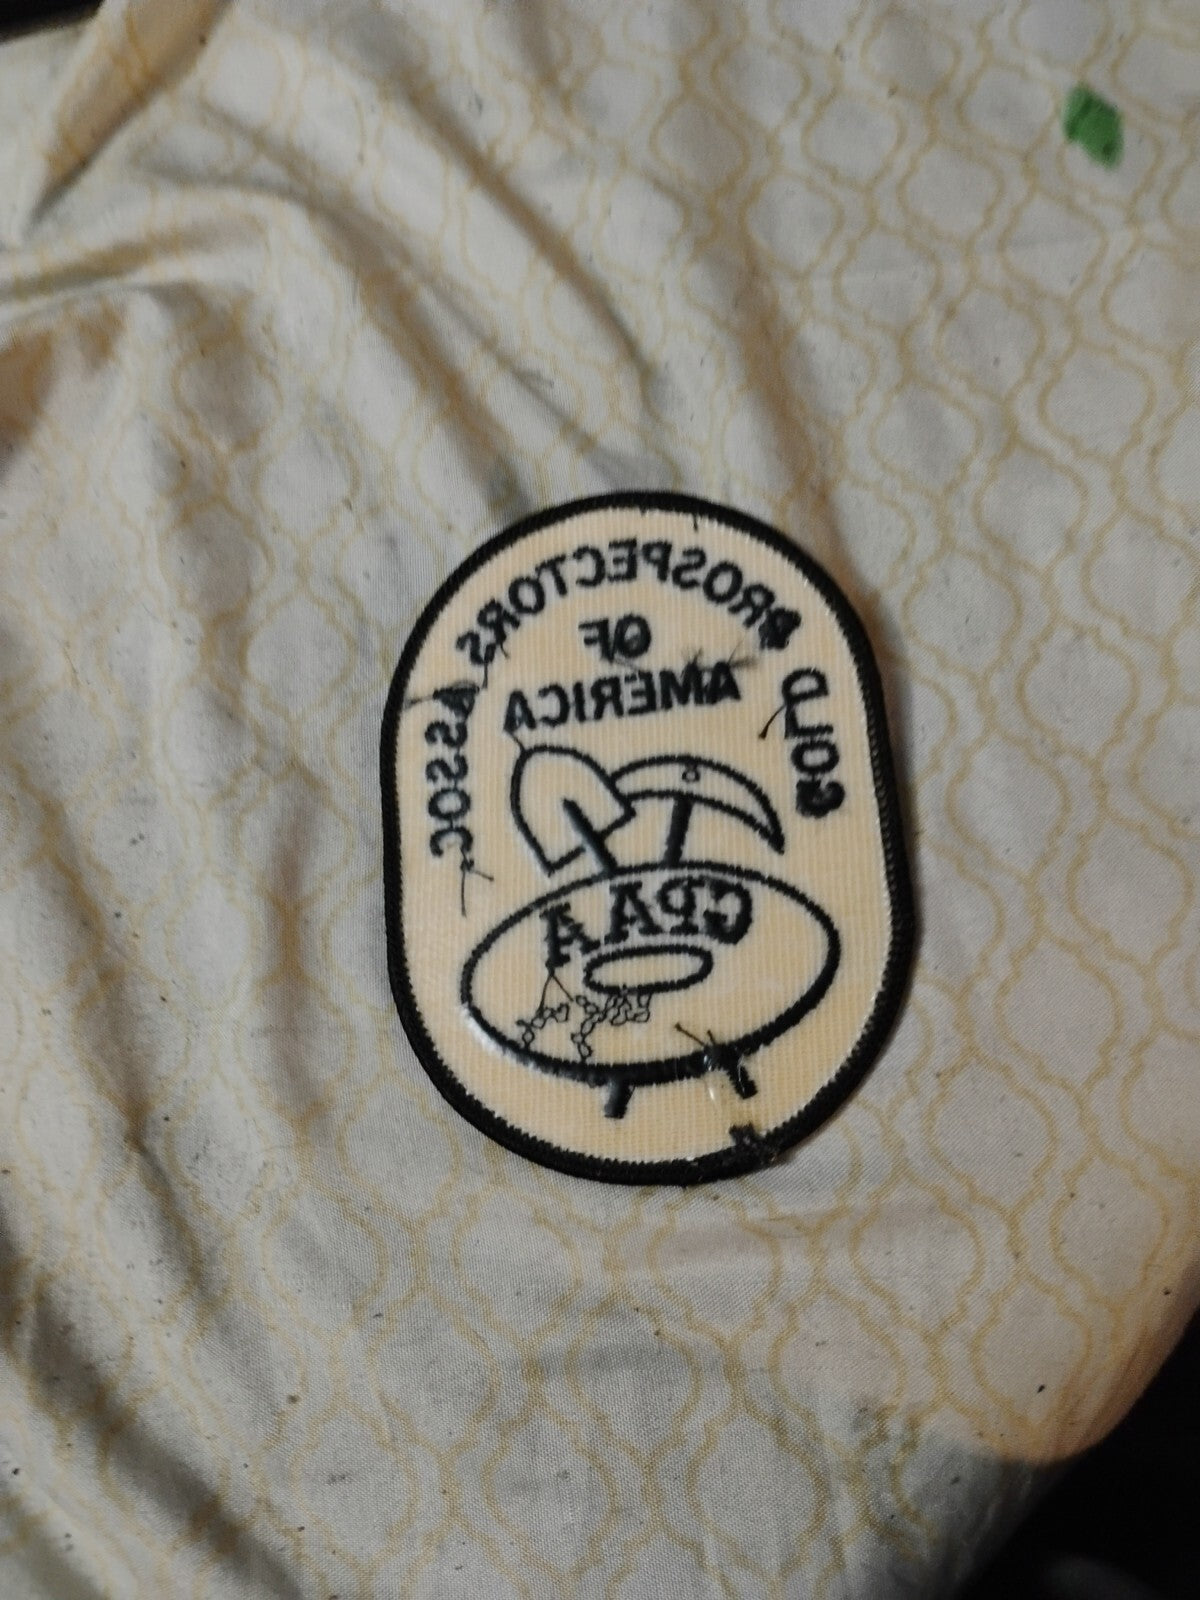 GOLD PROSPECTORS ASSOC.
OF
AMERICA
GPAA